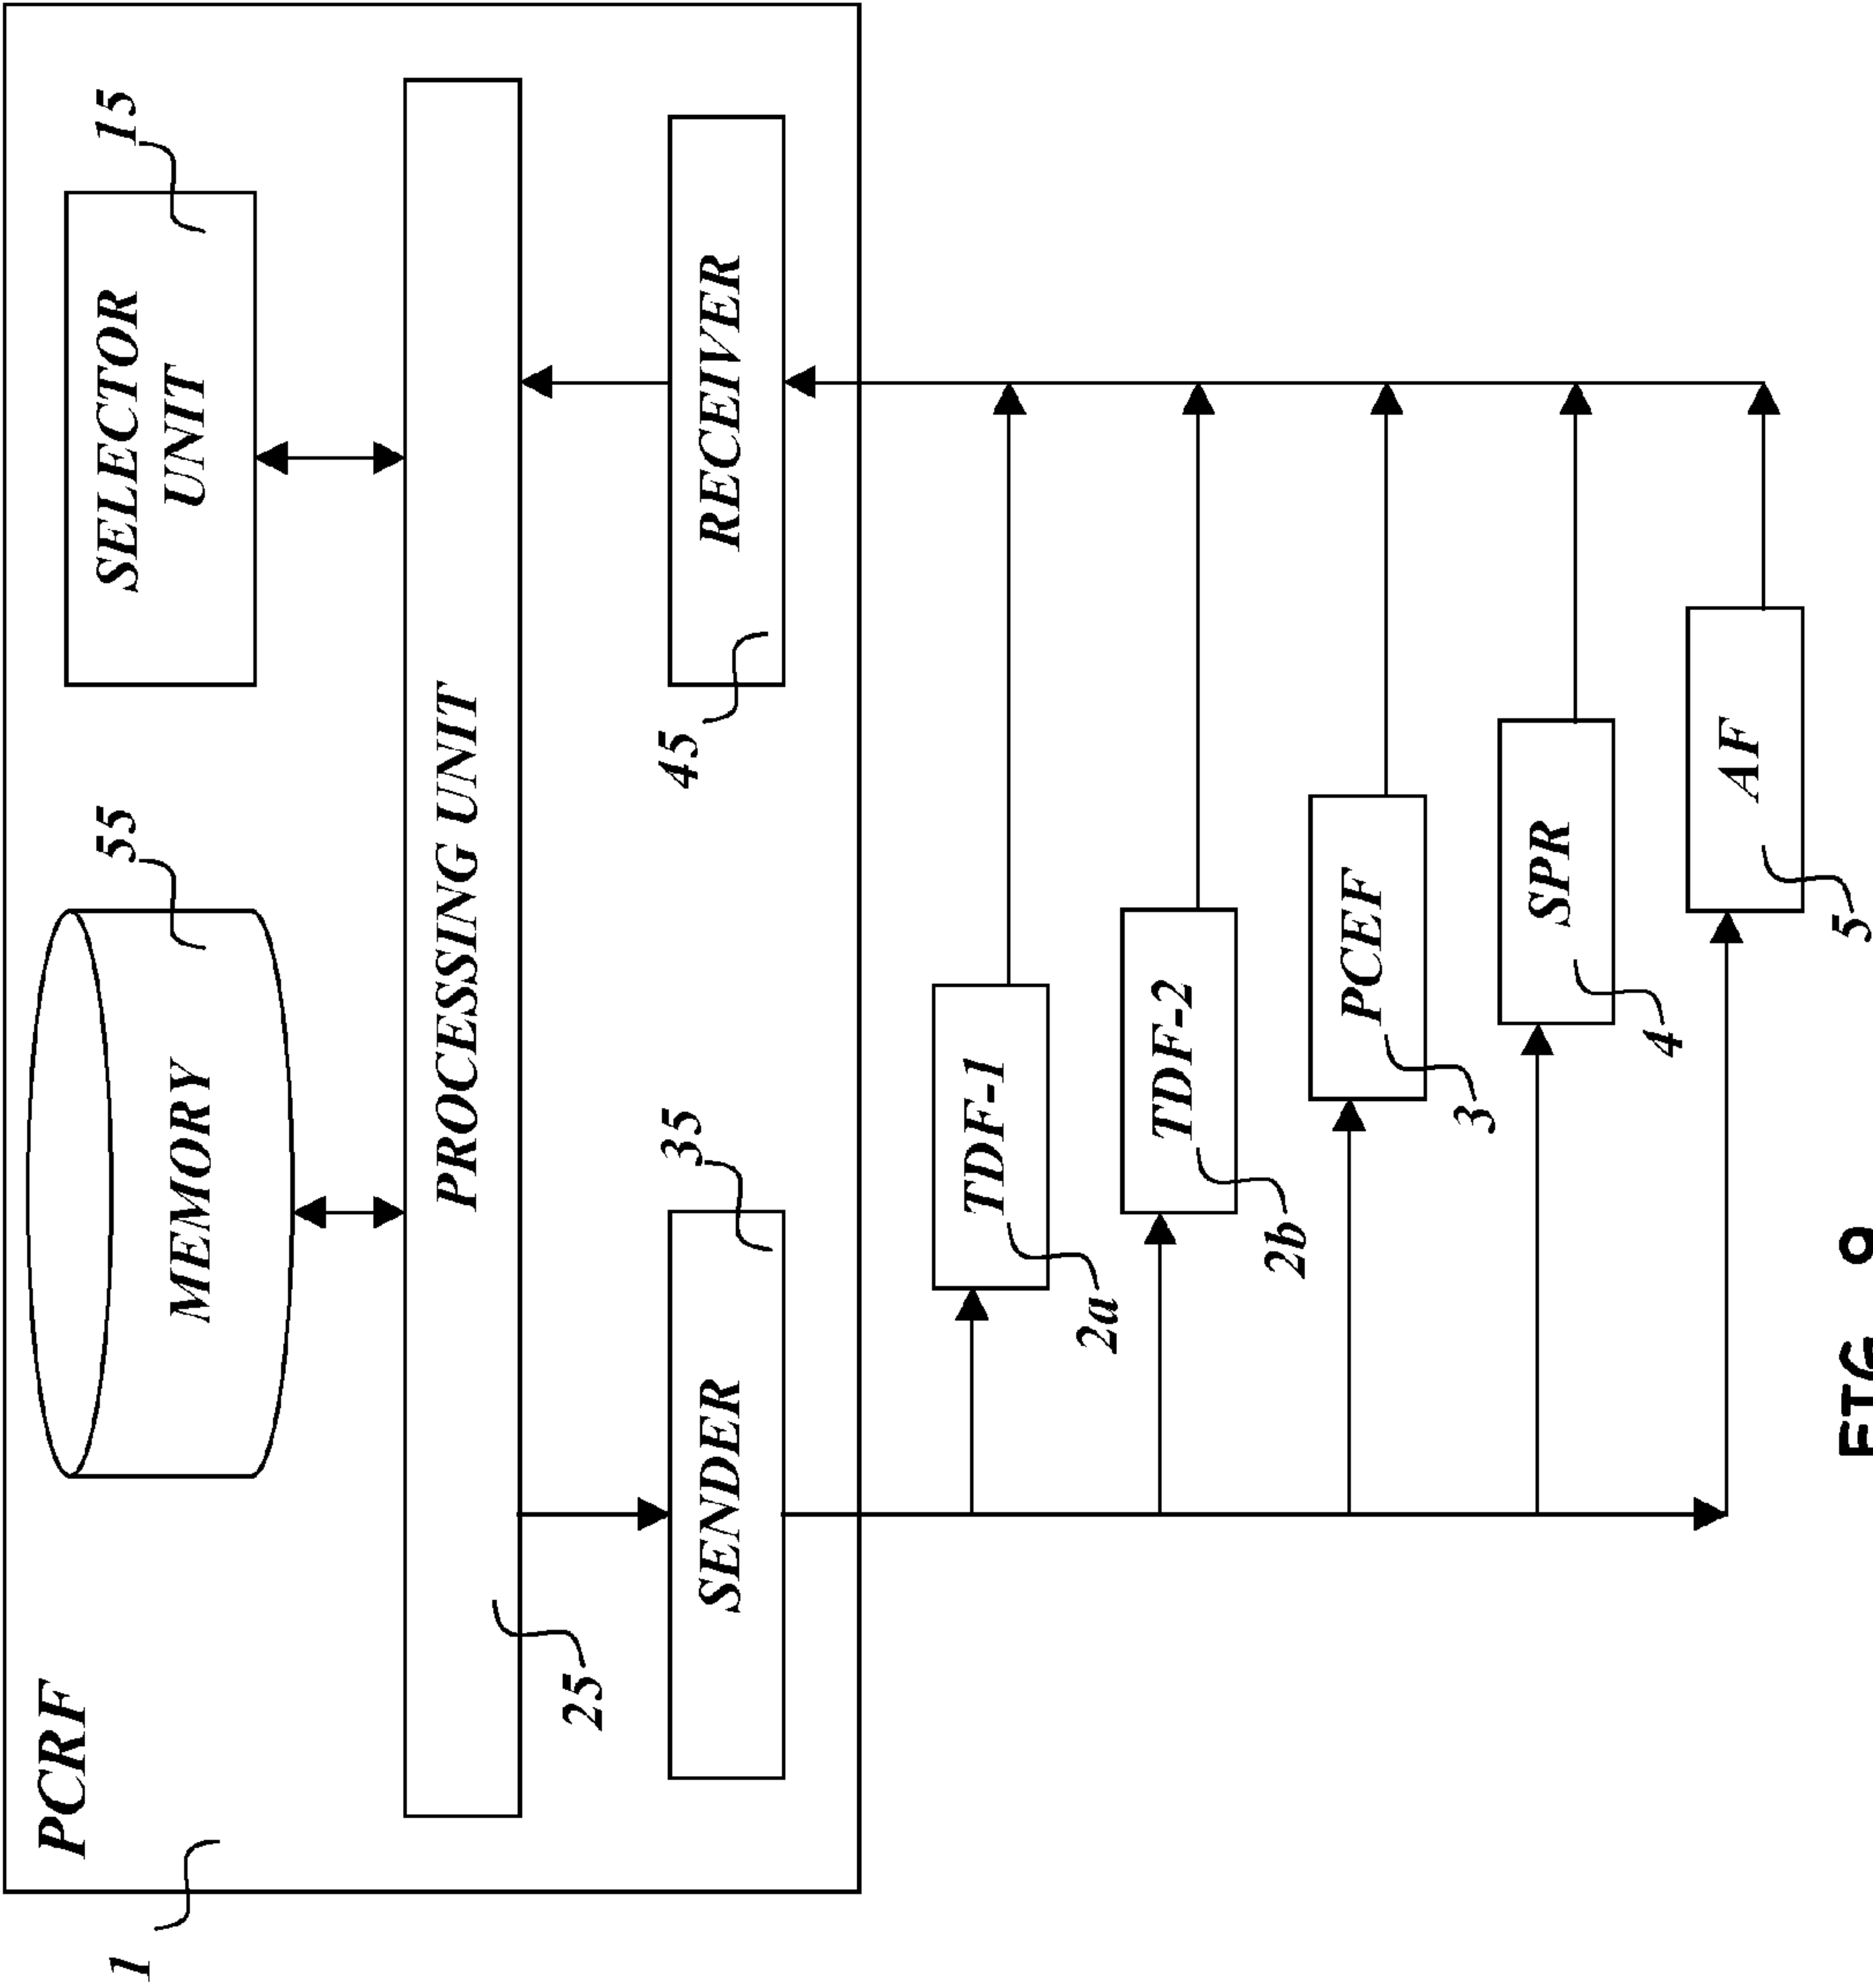 1
PCRF
55
15
MEMORY
SELECTOR
UNIT
PROCESSING UNIT
25
35
45
SENDER
RECEIVER
TDF-1
2a
TDF-2
2b
PCEF
3
SPR
4
AF
5
FIG